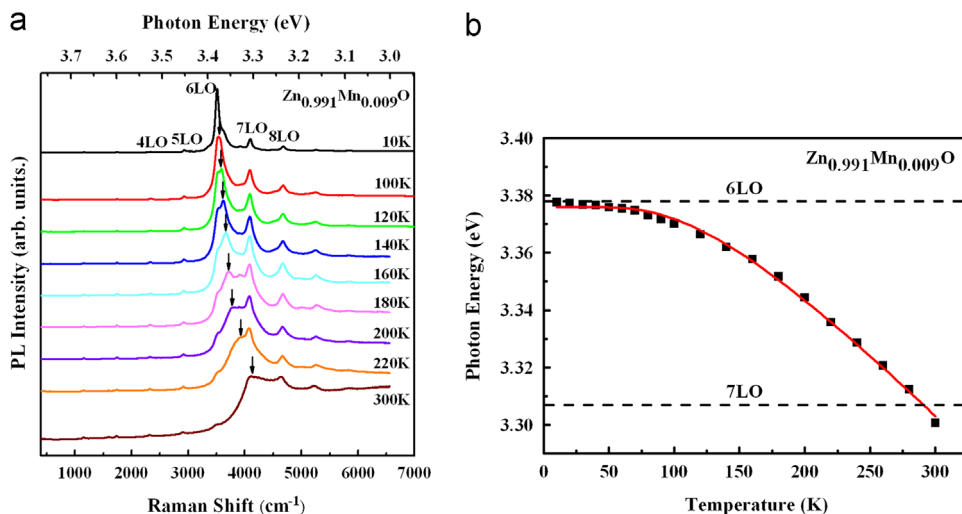 a
Photon Energy (eV)
3.7 3.6 3.5 3.4 3.3 3.2 3.1 3.0
6LO
Zn0.991Mn0.009O
4LO 5LO 7LO 8LO
10K
100K
120K
140K
160K
180K
200K
220K
300K
PL Intensity (arb. units.)
1000 2000 3000 4000 5000 6000 7000
Raman Shift (cm-1)
b
3.40
Zn0.991Mn0.009O
6LO
3.38
3.36
3.34
3.32
7LO
3.30
Photon Energy (eV)
0 50 100 150 200 250 300
Temperature (K)